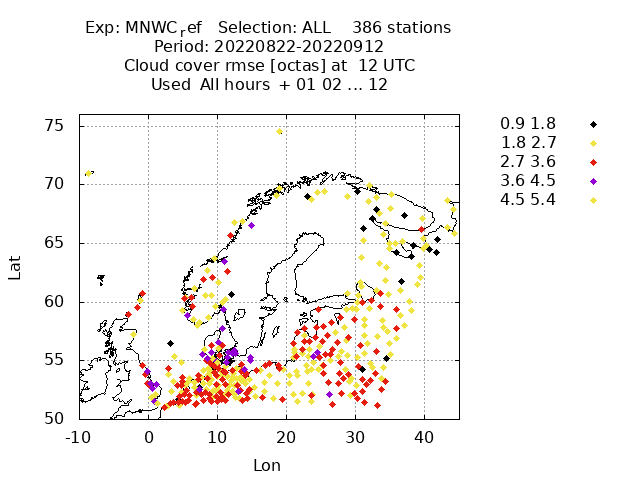 Exp: MNWCref   Selection: ALL    386 stations
Period: 20220822-20220912
Cloud cover rmse [octas] at  12 UTC
Used  All hours  + 01 02 ... 12
0.9 1.8
1.8 2.7
2.7 3.6
3.6 4.5
4.5 5.4
75
70
65
60
55
50
Lat
-10 0 10 20 30 40
Lon